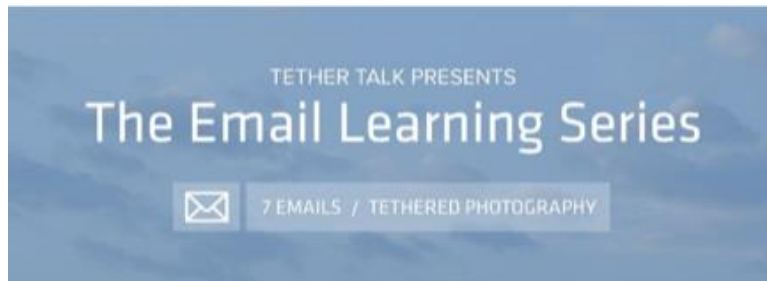 TETHER TALK PRESENTS
The Email Learning Series
7 EMAILS / TETHERED PHOTOGRAPHY